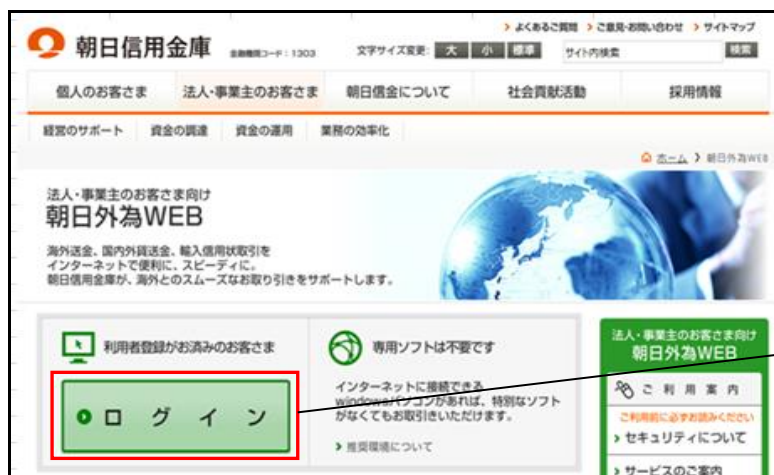 よくあるご質問 ご意見・お問い合わせ サイトマップ
朝日信用金庫 金融機関コード：1303 文字サイズ変更: 大 小 標準 サイト内検索 検索
個人のお客さま 法人・事業主のお客さま 朝日信金について 社会貢献活動 採用情報
経営のサポート 資金の調達 資金の運用 業務の効率化
ホーム 朝日外為WEB
法人・事業主のお客さま向け
朝日外為WEB
海外送金、国内外貨送金、輸入信用状取引を
インターネットで便利に、スピーディに。
朝日信用金庫が、海外とのスムーズなお取り引きをサポートします。
利用者登録がお済みのお客さま
ログイン
専用ソフトは不要です
インターネットに接続できる
windowsパソコンがあれば、特別なソフト
がなくてもお取引きいただけます。
推奨環境について
法人・事業主のお客さま向け
朝日外為WEB
ご利用案内
ご利用前に必ずお読みください
セキュリティについて
サービスのご案内